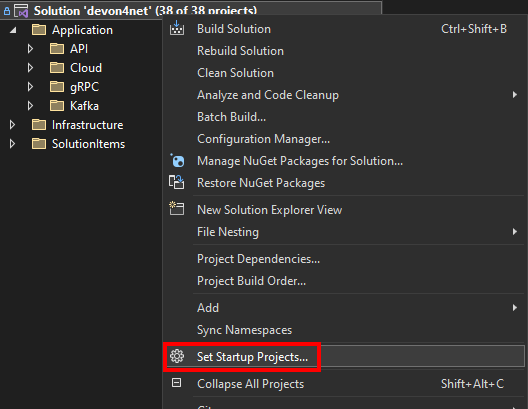 Solution 'devon4net' (38 of 38 projects)
Application
API
Cloud
gRPC
Kafka
Infrastructure
SolutionItems
Build Solution Ctrl+Shift+B
Rebuild Solution
Clean Solution
Analyze and Code Cleanup
Batch Build...
Configuration Manager...
Manage NuGet Packages for Solution...
Restore NuGet Packages
New Solution Explorer View
File Nesting
Project Dependencies...
Project Build Order...
Add
Sync Namespaces
Set Startup Projects...
Collapse All Projects Shift+Alt+C